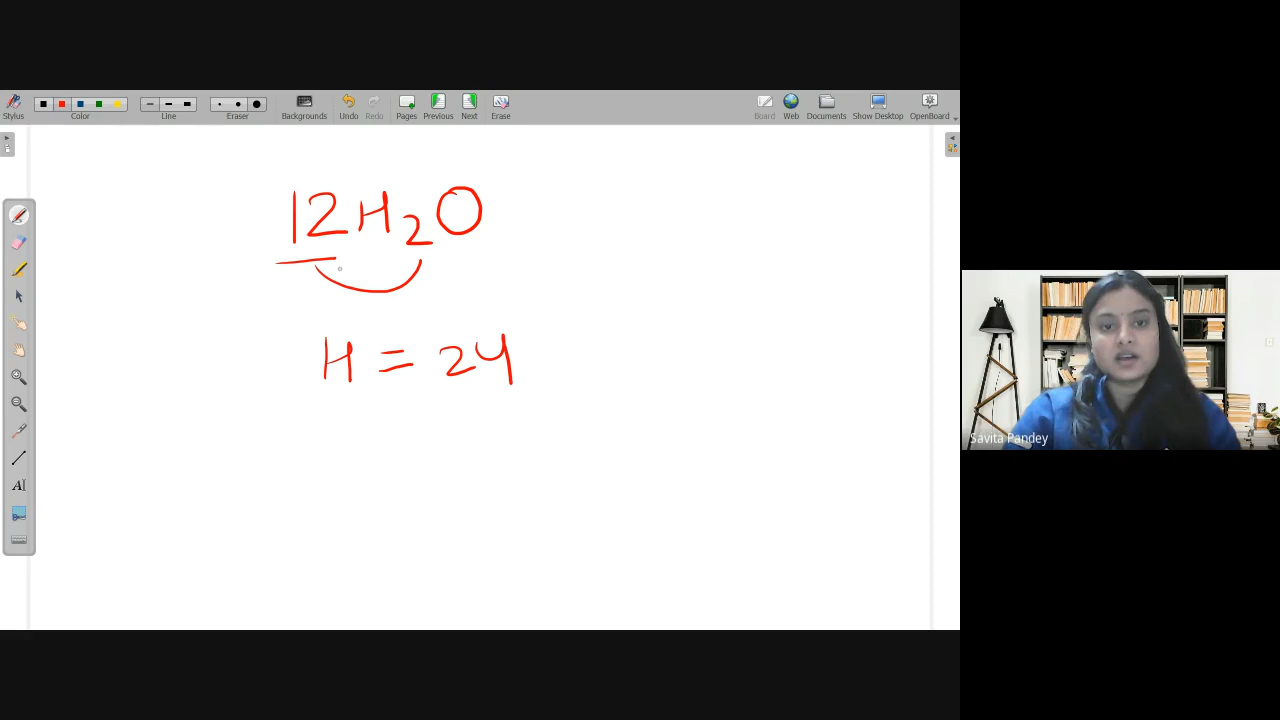 Stylus
Color
Line
Eraser
Backgrounds
Undo
Redo
Pages
Previous
Next
Erase
Board
Web
Documents
Show Desktop
OpenBoard
12H₂O
H = 24
AI
Savita Pandey